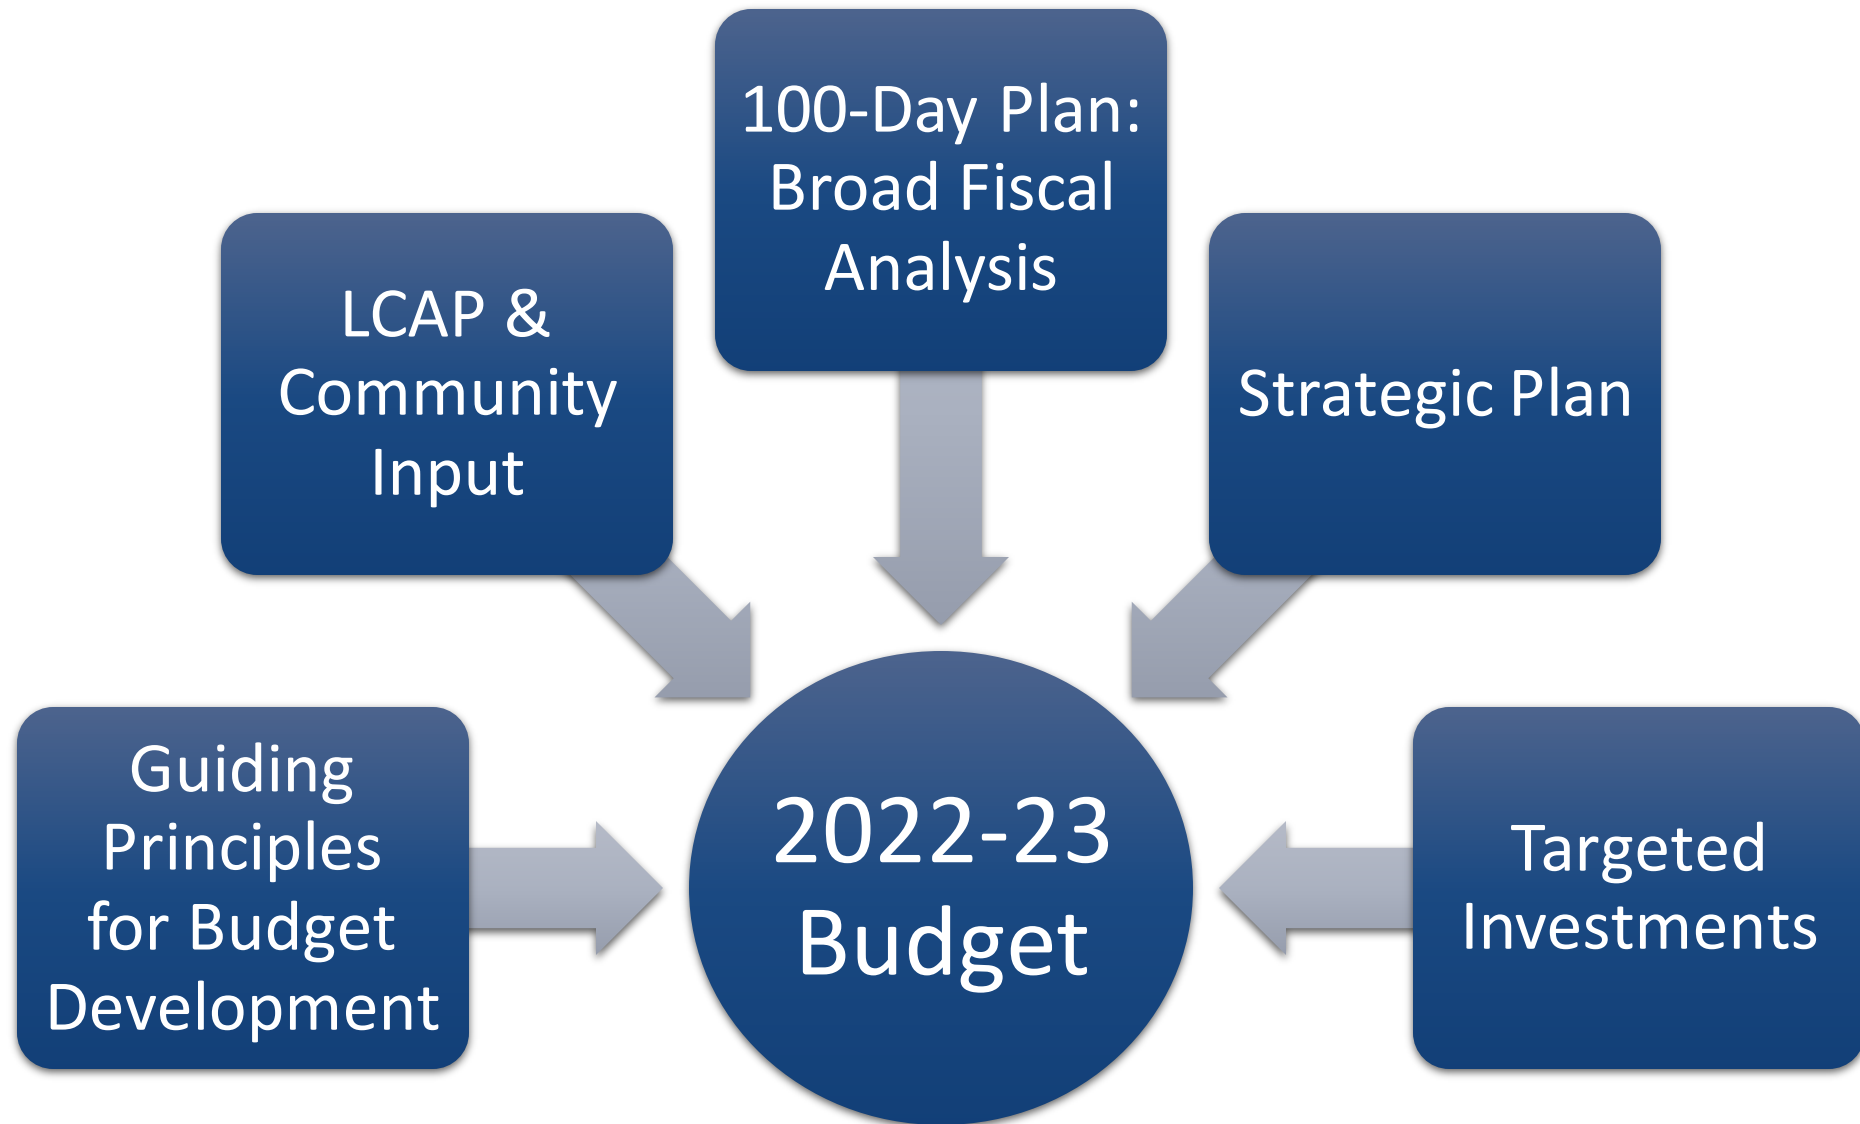 100-Day Plan:
Broad Fiscal
Analysis
LCAP &
Community
Input
Strategic Plan
Guiding
Principles
for Budget
Development
2022-23
Budget
Targeted
Investments